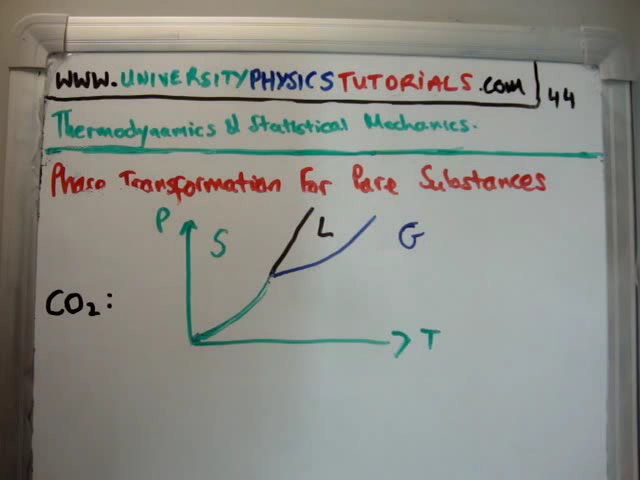 WWW.UNIVERSITYPHYSICSTUTORIALS.com 44
Thermodynamics & Statistical Mechanics.
Phase Transformation For Pure Substances
P
S L G
CO₂:
T